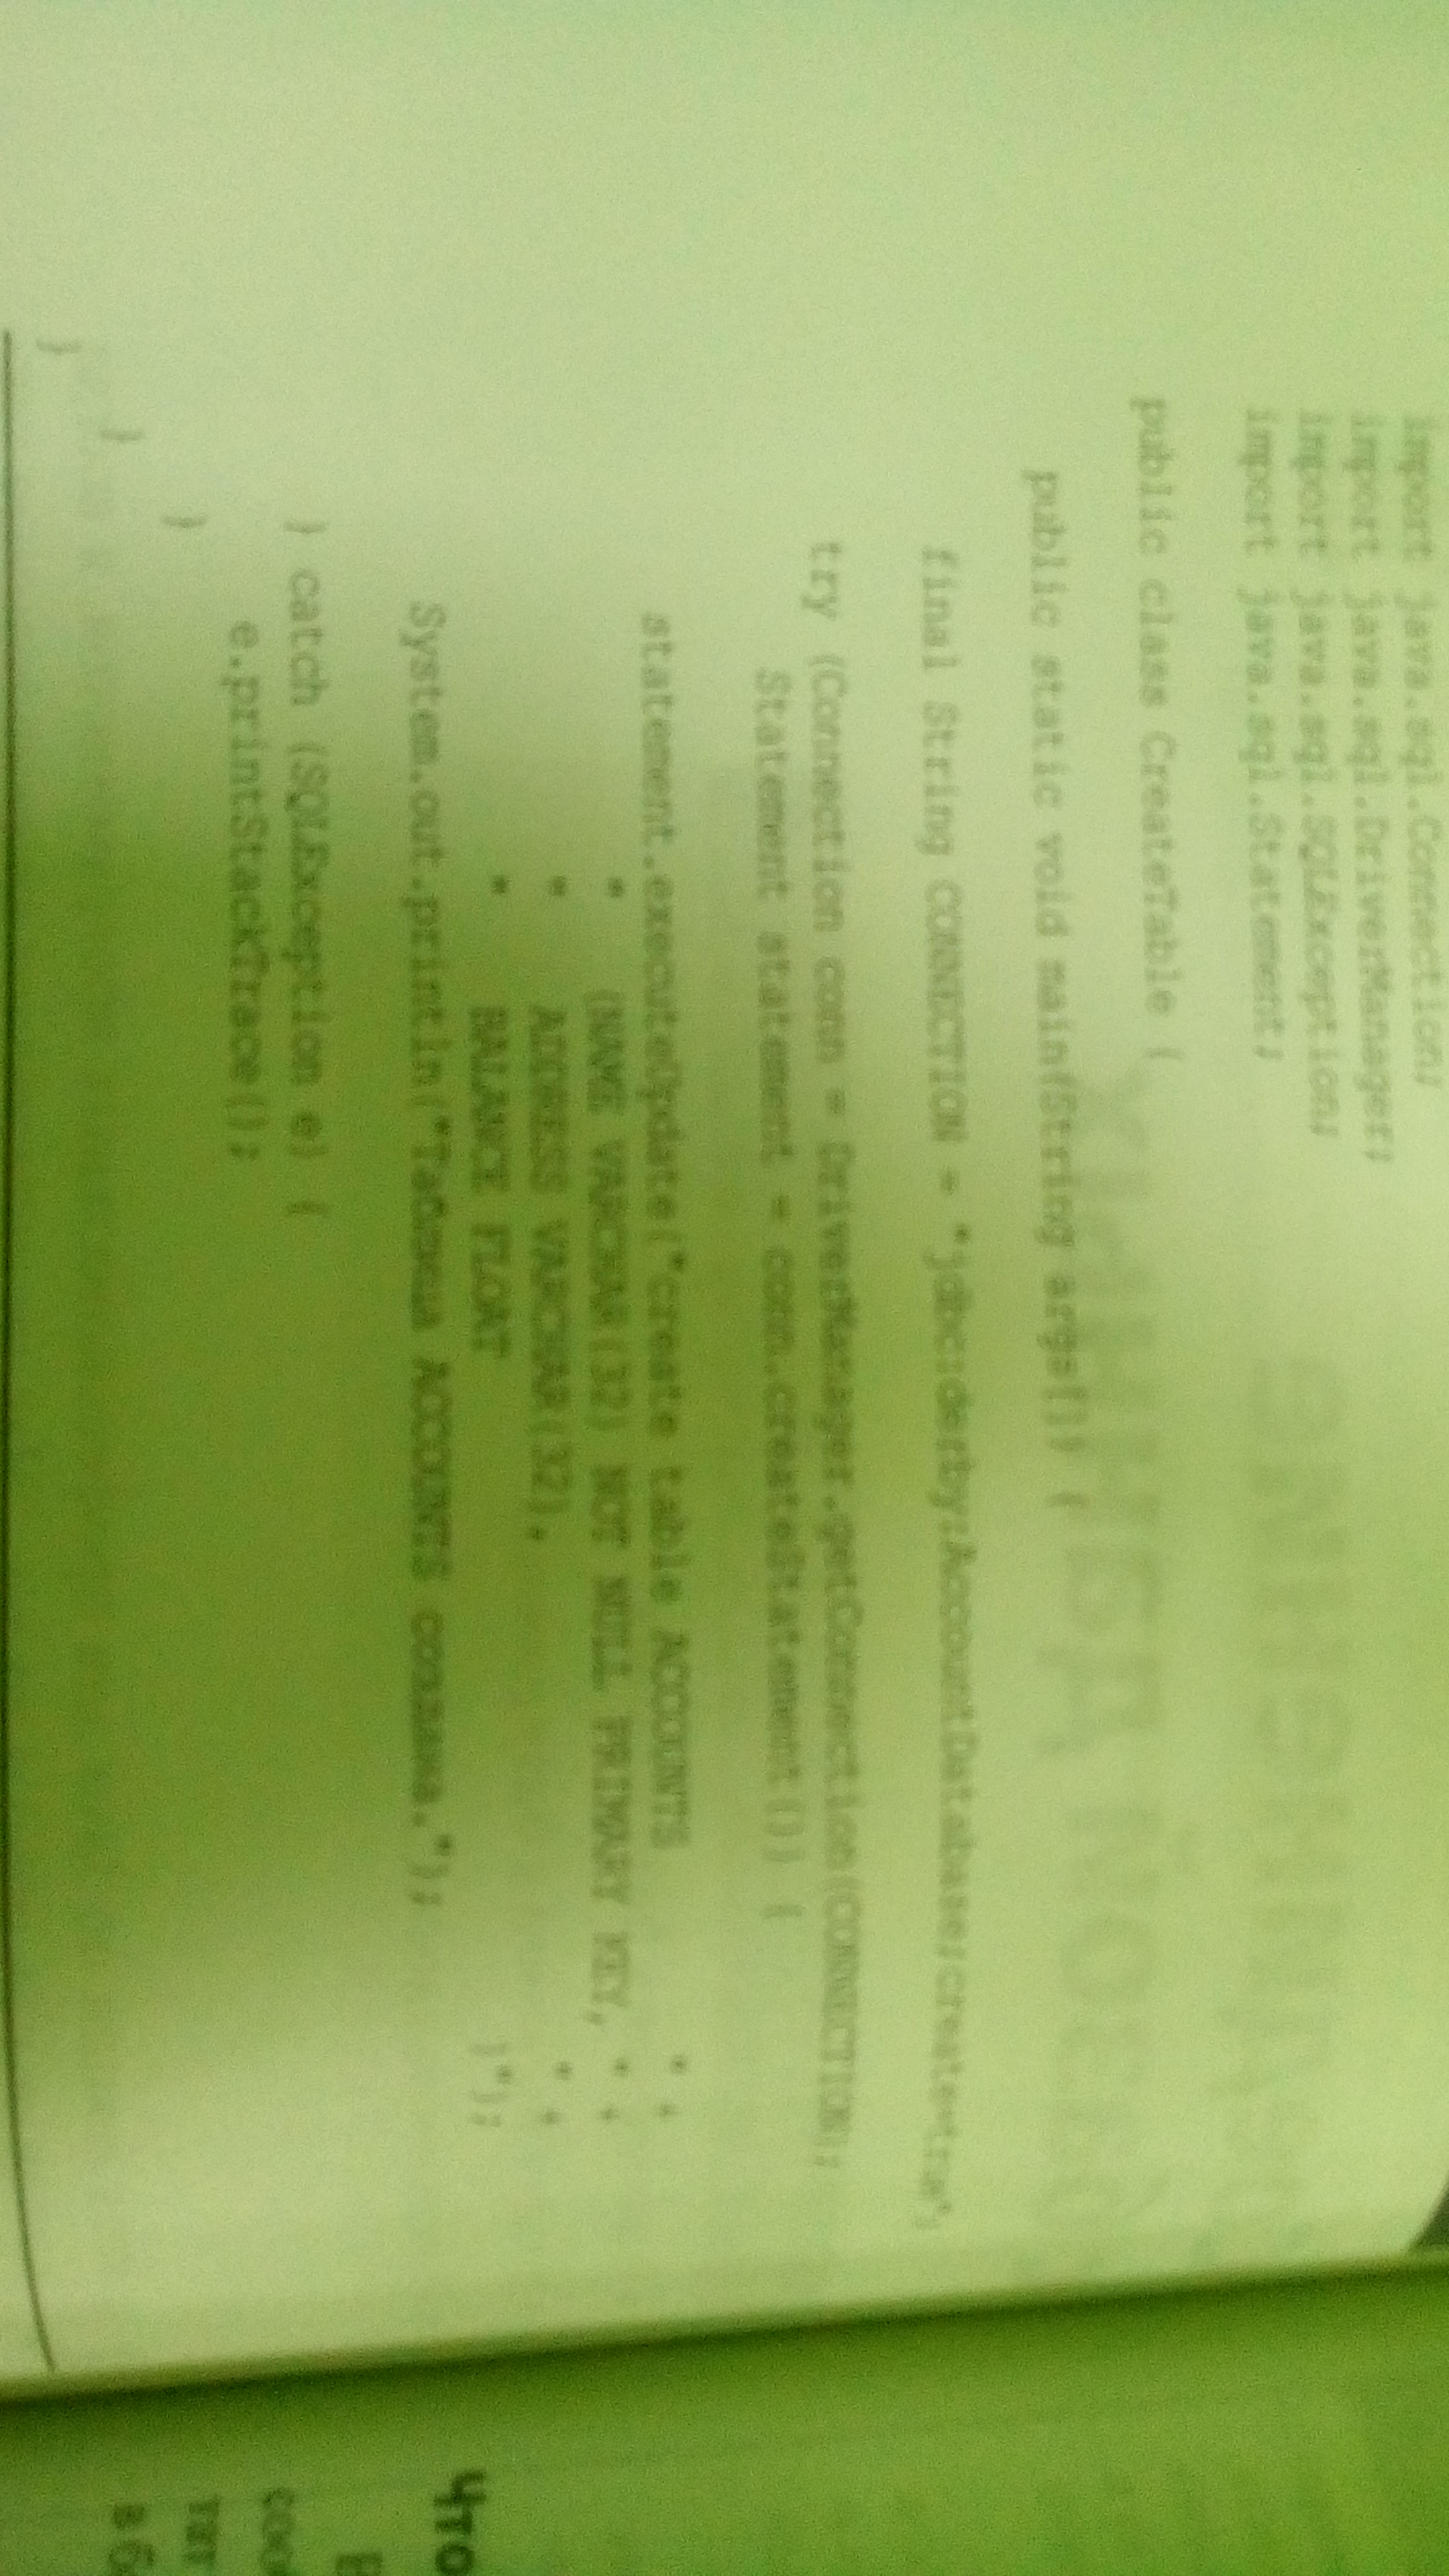 import java.sql.Connection;
import java.sql.DriverManager;
import java.sql.SQLException;
import java.sql.Statement;
public class CreateTable {
public static void main(String args[]) {
final String CONNECTION = "jdbc:derby:AccountDatabase;create=true";
try (Connection conn = DriverManager.getConnection(CONNECTION);
Statement statement = conn.createStatement()) {
statement.executeUpdate("create table ACCOUNTS " +
" (NAME VARCHAR(32) NOT NULL PRIMARY KEY, " +
" ADDRESS VARCHAR(32), " +
" BALANCE FLOAT )");
System.out.println("Таблица ACCOUNTS создана.");
} catch (SQLException e) {
e.printStackTrace();
}
}
}
Что